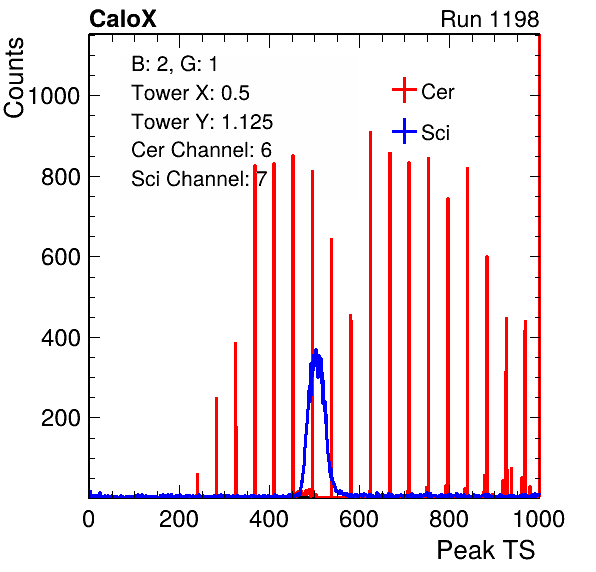 CaloX Run 1198
Counts
B: 2, G: 1
Tower X: 0.5
Tower Y: 1.125
Cer Channel: 6
Sci Channel: 7
Cer
Sci
1000
800
600
400
200
0 200 400 600 800 1000
Peak TS